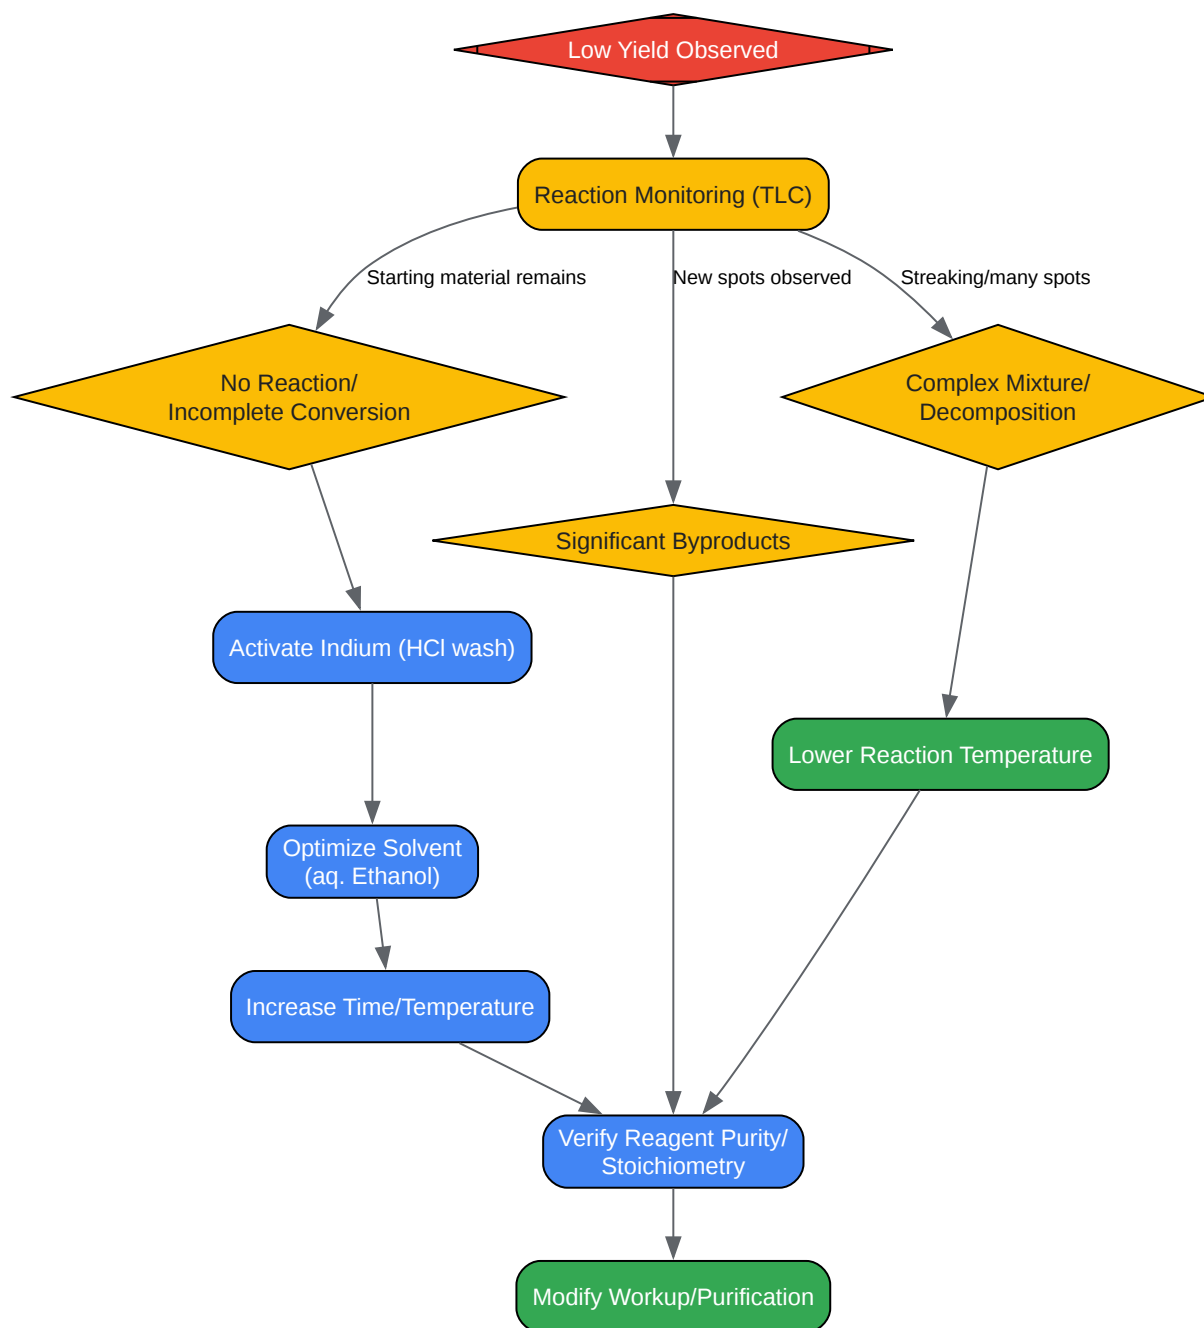 Low Yield Observed
Reaction Monitoring (TLC)
Starting material remains
New spots observed
Streaking/many spots
No Reaction/
Incomplete Conversion
Complex Mixture/
Decomposition
Significant Byproducts
Activate Indium (HCl wash)
Lower Reaction Temperature
Optimize Solvent
(aq. Ethanol)
Increase Time/Temperature
Verify Reagent Purity/
Stoichiometry
Modify Workup/Purification